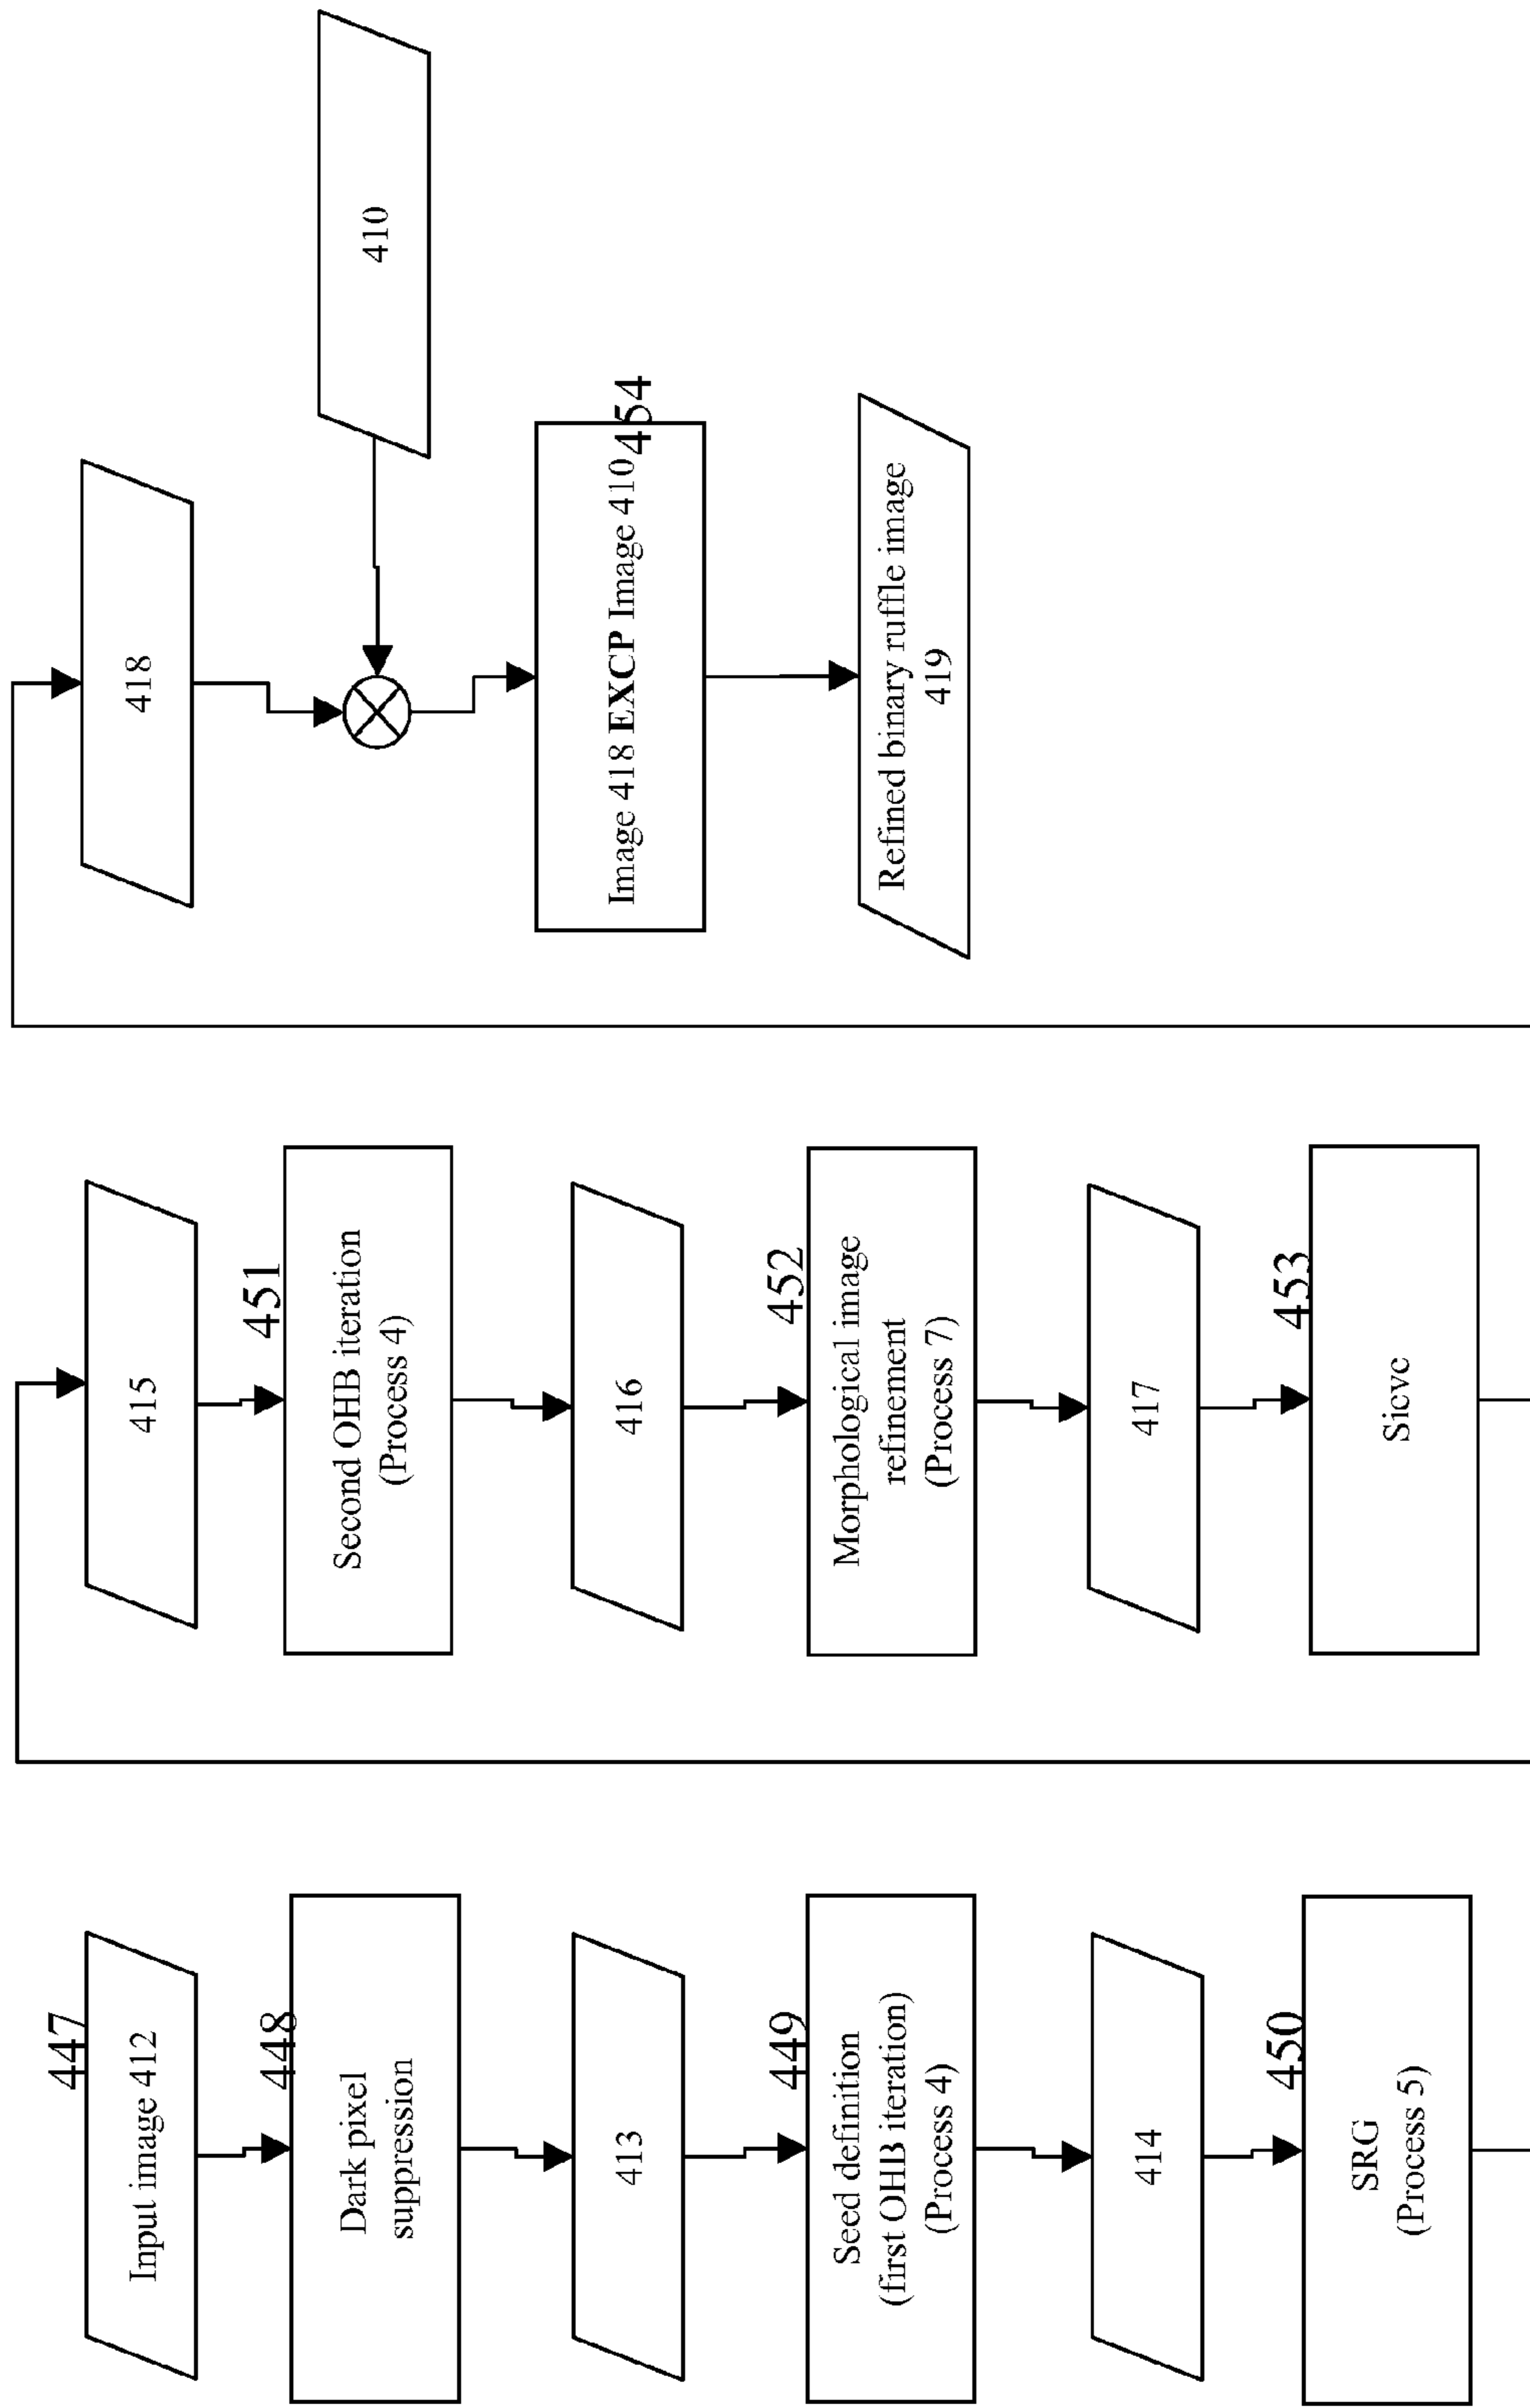 447
Input image 412
448
Dark pixel
suppression
413
449
Seed definition
(first OHB iteration)
(Process 4)
414
450
SRG
(Process 5)
415
451
Second OHB iteration
(Process 4)
416
452
Morphological image
refinement
(Process 7)
417
453
Sieve
418
410
454
Image 418 EXCP Image 410
Refined binary ruffle image
419